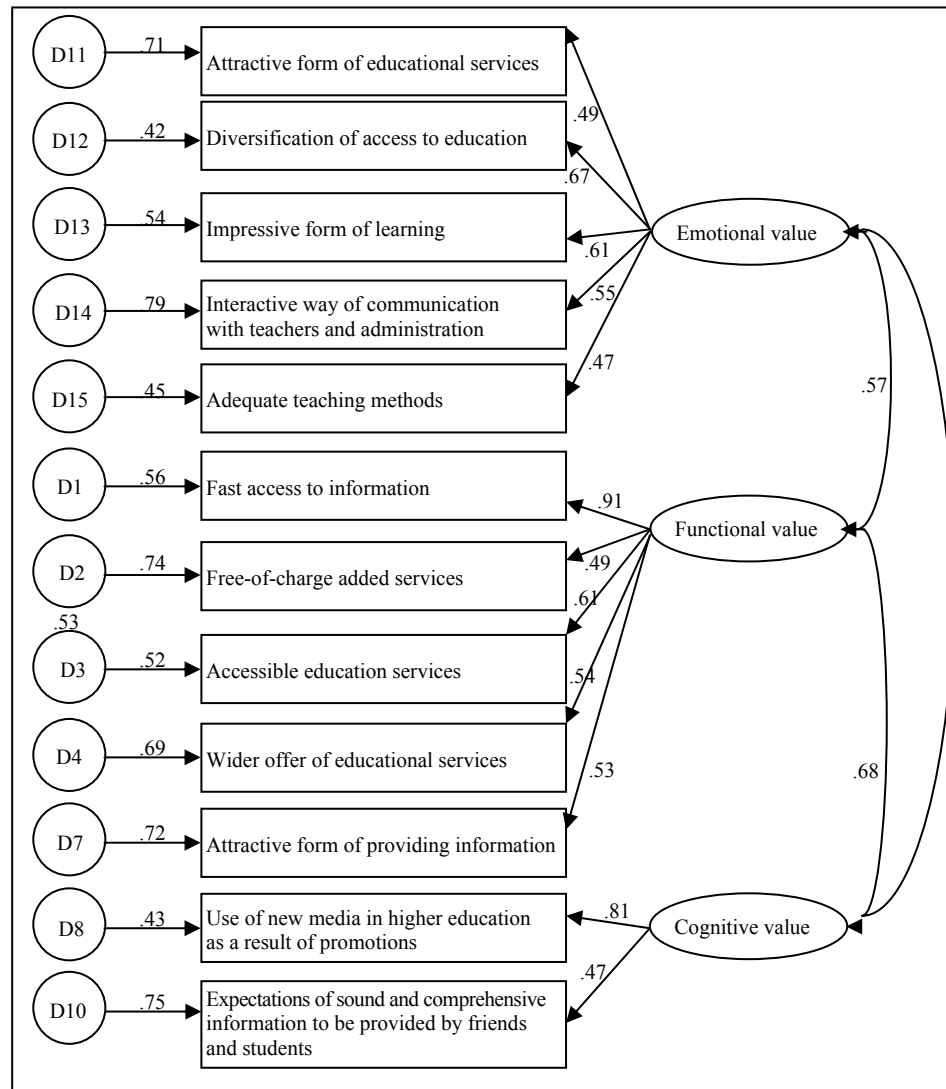 D11
.71
Attractive form of educational services
.49
D12
.42
Diversification of access to education
.67
D13
.54
Impressive form of learning
.61
Emotional value
D14
.79
Interactive way of communication
with teachers and administration
.55
D15
.45
Adequate teaching methods
.47
.57
D1
.56
Fast access to information
.91
Functional value
D2
.74
Free-of-charge added services
.49
.53
D3
.52
Accessible education services
.61
D4
.69
Wider offer of educational services
.54
.68
D7
.72
Attractive form of providing information
.53
D8
.43
Use of new media in higher education
as a result of promotions
.81
Cognitive value
D10
.75
Expectations of sound and comprehensive
information to be provided by friends
and students
.47